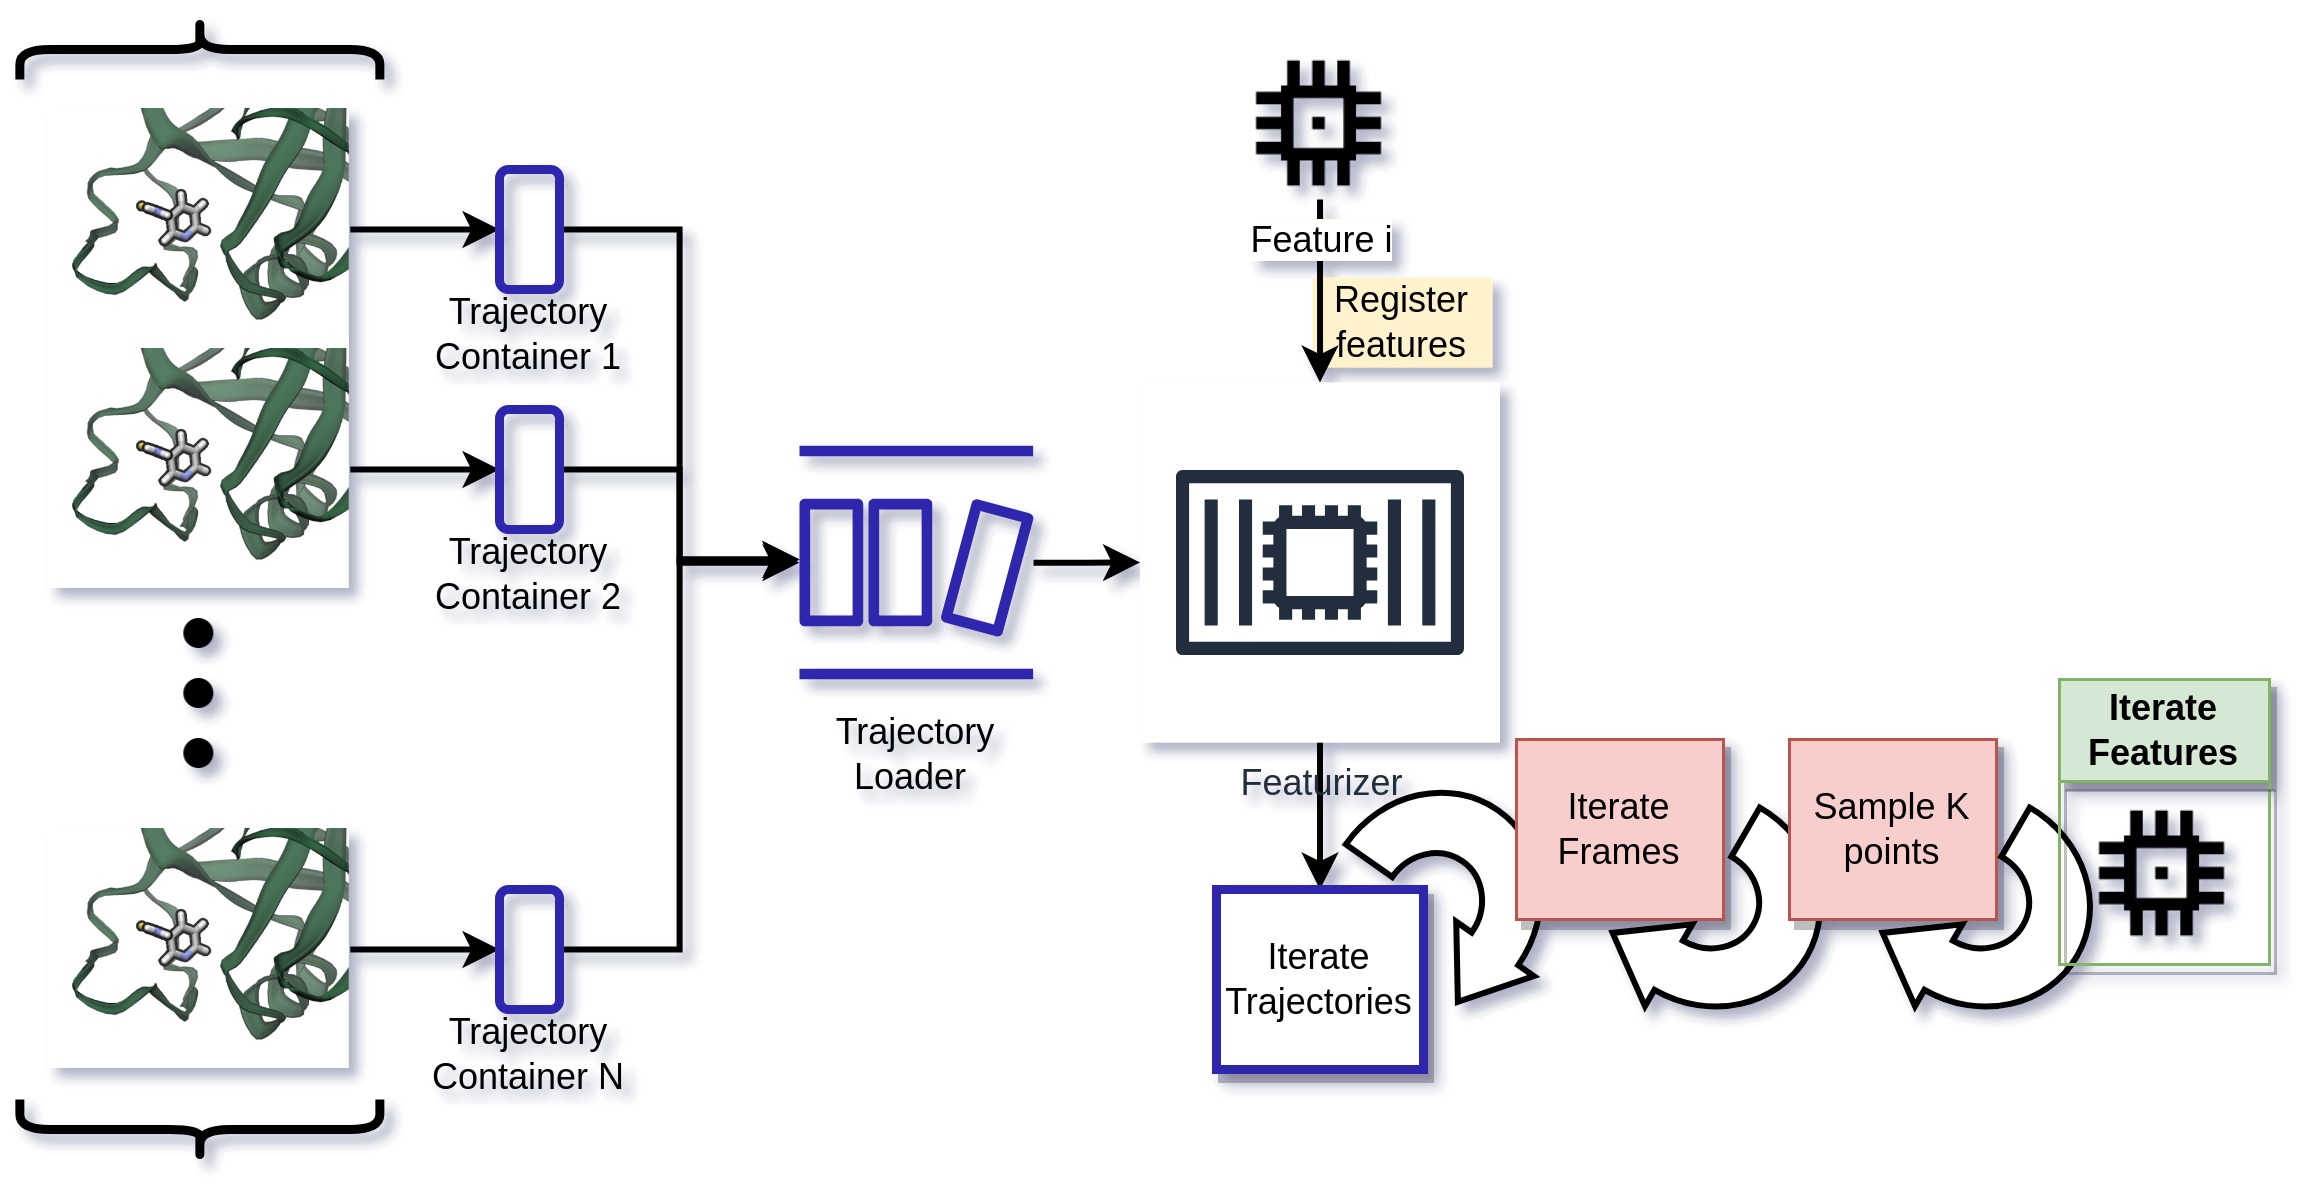 Trajectory
Container 1
Trajectory
Container 2
Trajectory
Container N
Trajectory
Loader
Feature i
Register
features
Featurizer
Iterate
Trajectories
Iterate
Frames
Sample K
points
Iterate
Features